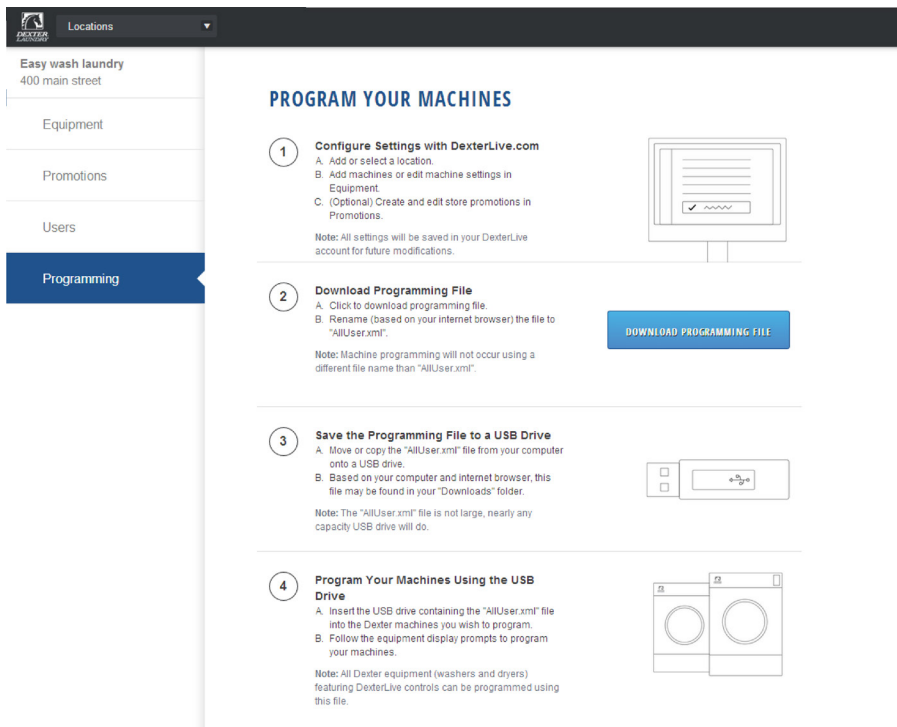 DEXTER
LAUNDRY
Locations
Easy wash laundry
400 main street
Equipment
Promotions
Users
Programming
PROGRAM YOUR MACHINES
1
Configure Settings with DexterLive.com
A. Add or select a location.
B. Add machines or edit machine settings in
Equipment.
C. (Optional) Create and edit store promotions in
Promotions.
Note: All settings will be saved in your DexterLive
account for future modifications.
2
Download Programming File
A. Click to download programming file.
B. Rename (based on your internet browser) the file to
"AllUser.xml".
Note: Machine programming will not occur using a
different file name than "AllUser.xml".
DOWNLOAD PROGRAMMING FILE
3
Save the Programming File to a USB Drive
A. Move or copy the "AllUser.xml" file from your computer
onto a USB drive.
B. Based on your computer and internet browser, this
file may be found in your "Downloads" folder.
Note: The "AllUser.xml" file is not large, nearly any
capacity USB drive will do.
4
Program Your Machines Using the USB
Drive
A. Insert the USB drive containing the "AllUser.xml" file
into the Dexter machines you wish to program.
B. Follow the equipment display prompts to program
your machines.
Note: All Dexter equipment (washers and dryers)
featuring DexterLive controls can be programmed using
this file.